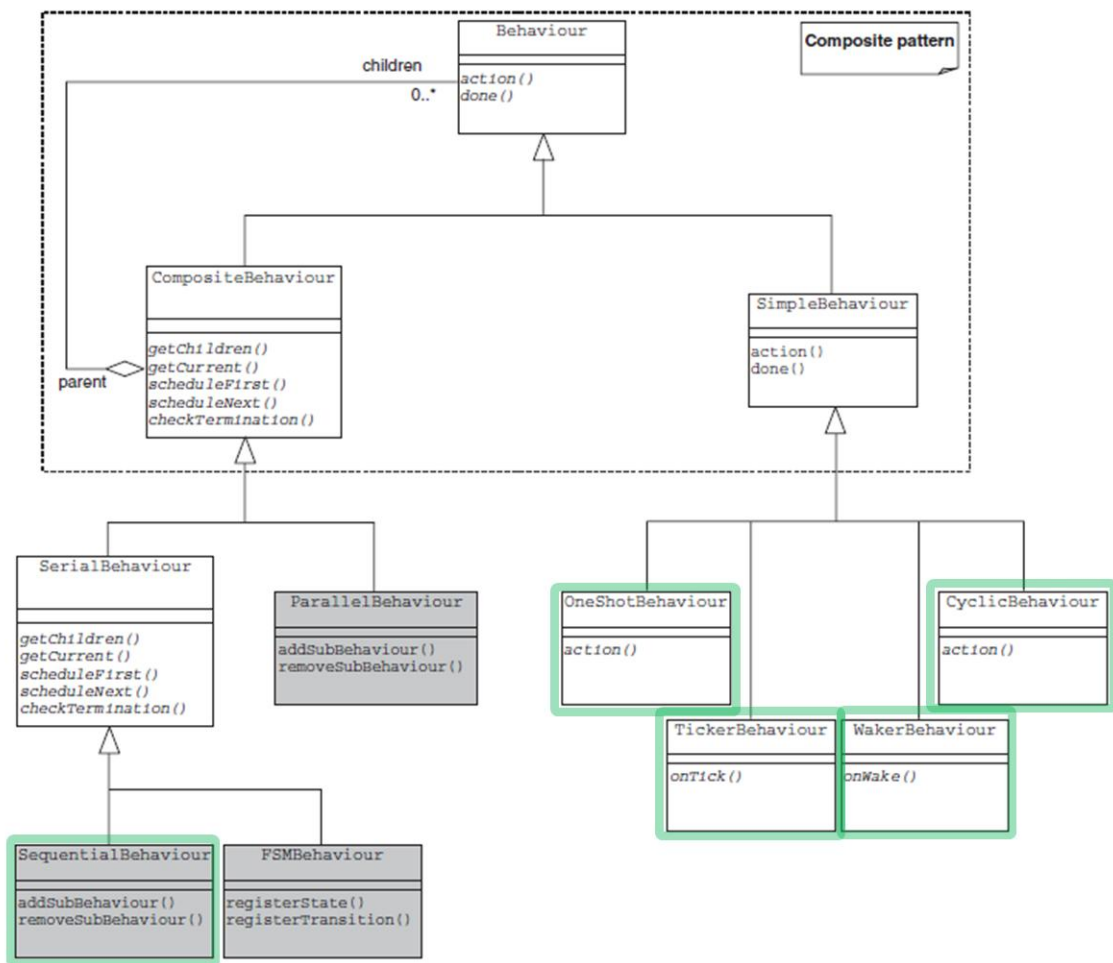 Behaviour
action()
done()
Composite pattern
children
0..*
CompositeBehaviour
getChildren()
getCurrent()
scheduleFirst()
scheduleNext()
checkTermination()
parent
SimpleBehaviour
action()
done()
SerialBehaviour
getChildren()
getCurrent()
scheduleFirst()
scheduleNext()
checkTermination()
ParallelBehaviour
addSubBehaviour()
removeSubBehaviour()
OneShotBehaviour
action()
CyclicBehaviour
action()
TickerBehaviour
onTick()
WakerBehaviour
onWake()
SequentialBehaviour
addSubBehaviour()
removeSubBehaviour()
FSMBehaviour
registerState()
registerTransition()